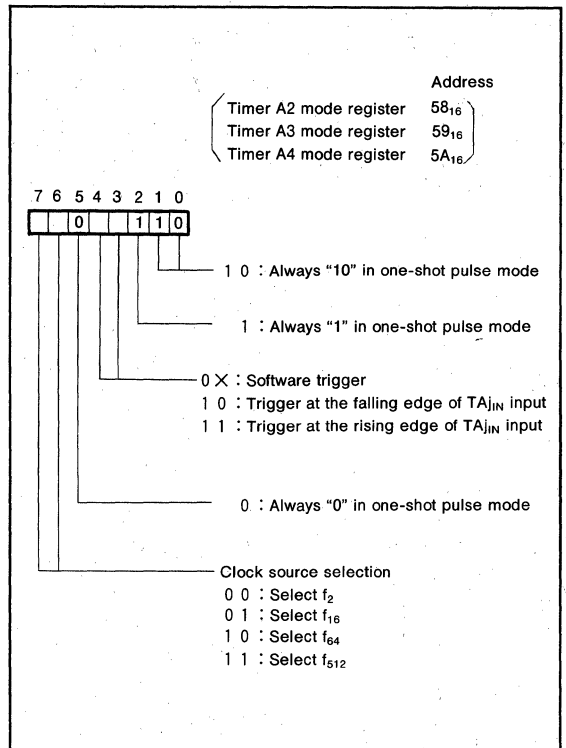 Address
Timer A2 mode register 58₁₆
Timer A3 mode register 59₁₆
Timer A4 mode register 5A₁₆
7 6 5 4 3 2 1 0
0 1 1 0
1 0 : Always “10” in one-shot pulse mode
1 : Always “1” in one-shot pulse mode
0 X : Software trigger
1 0 : Trigger at the falling edge of TAjIN input
1 1 : Trigger at the rising edge of TAjIN input
0 : Always “0” in one-shot pulse mode
Clock source selection
0 0 : Select f₂
0 1 : Select f₁₆
1 0 : Select f₆₄
1 1 : Select f₅₁₂